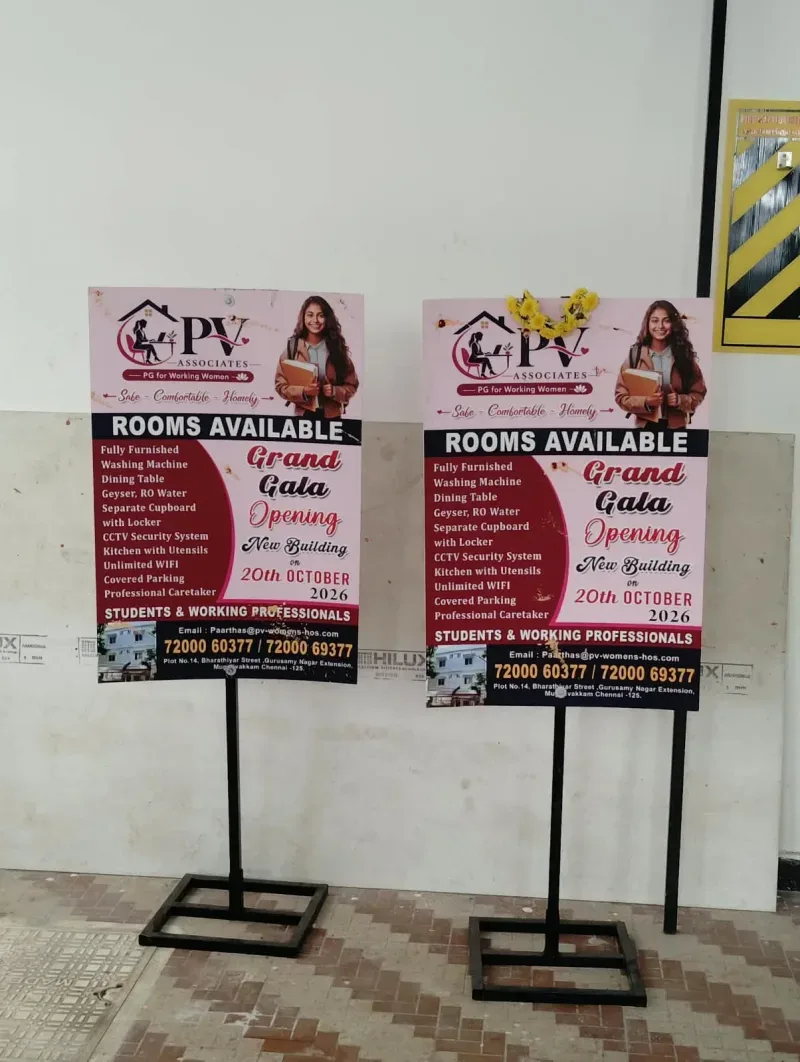 PV
ASSOCIATES
PG for Working Women
Safe - Comfortable - Homely
ROOMS AVAILABLE
Fully Furnished
Washing Machine
Dining Table
Geyser, RO Water
Separate Cupboard
with Locker
CCTV Security System
Kitchen with Utensils
Unlimited WIFI
Covered Parking
Professional Caretaker
Grand
Gala
Opening
New Building
on
20th OCTOBER
2026
STUDENTS & WORKING PROFESSIONALS
Email : Paarthas@pv-womens-hos.com
72000 60377 / 72000 69377
Plot No.14, Bharathiyar Street ,Gurusamy Nagar Extension,
Chennai -125.
PV
ASSOCIATES
PG for Working Women
Safe - Comfortable - Homely
ROOMS AVAILABLE
Fully Furnished
Washing Machine
Dining Table
Geyser, RO Water
Separate Cupboard
with Locker
CCTV Security System
Kitchen with Utensils
Unlimited WIFI
Covered Parking
Professional Caretaker
Grand
Gala
Opening
New Building
on
20th OCTOBER
2026
STUDENTS & WORKING PROFESSIONALS
Email : Paarthas@pv-womens-hos.com
72000 60377 / 72000 69377
Plot No.14, Bharathiyar Street ,Gurusamy Nagar Extension,
Chennai -125.
HILUX